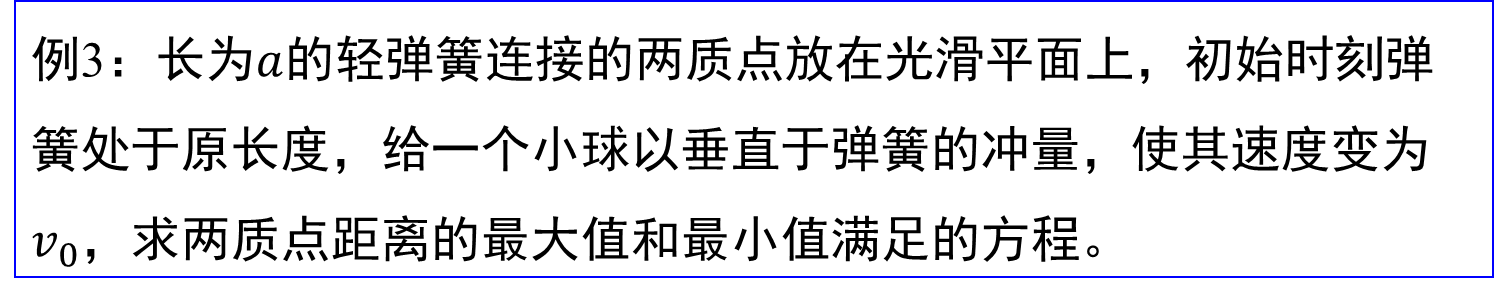 例3：长为a的轻弹簧连接的两质点放在光滑平面上，初始时刻弹
簧处于原长度，给一个小球以垂直于弹簧的冲量，使其速度变为
v₀，求两质点距离的最大值和最小值满足的方程。